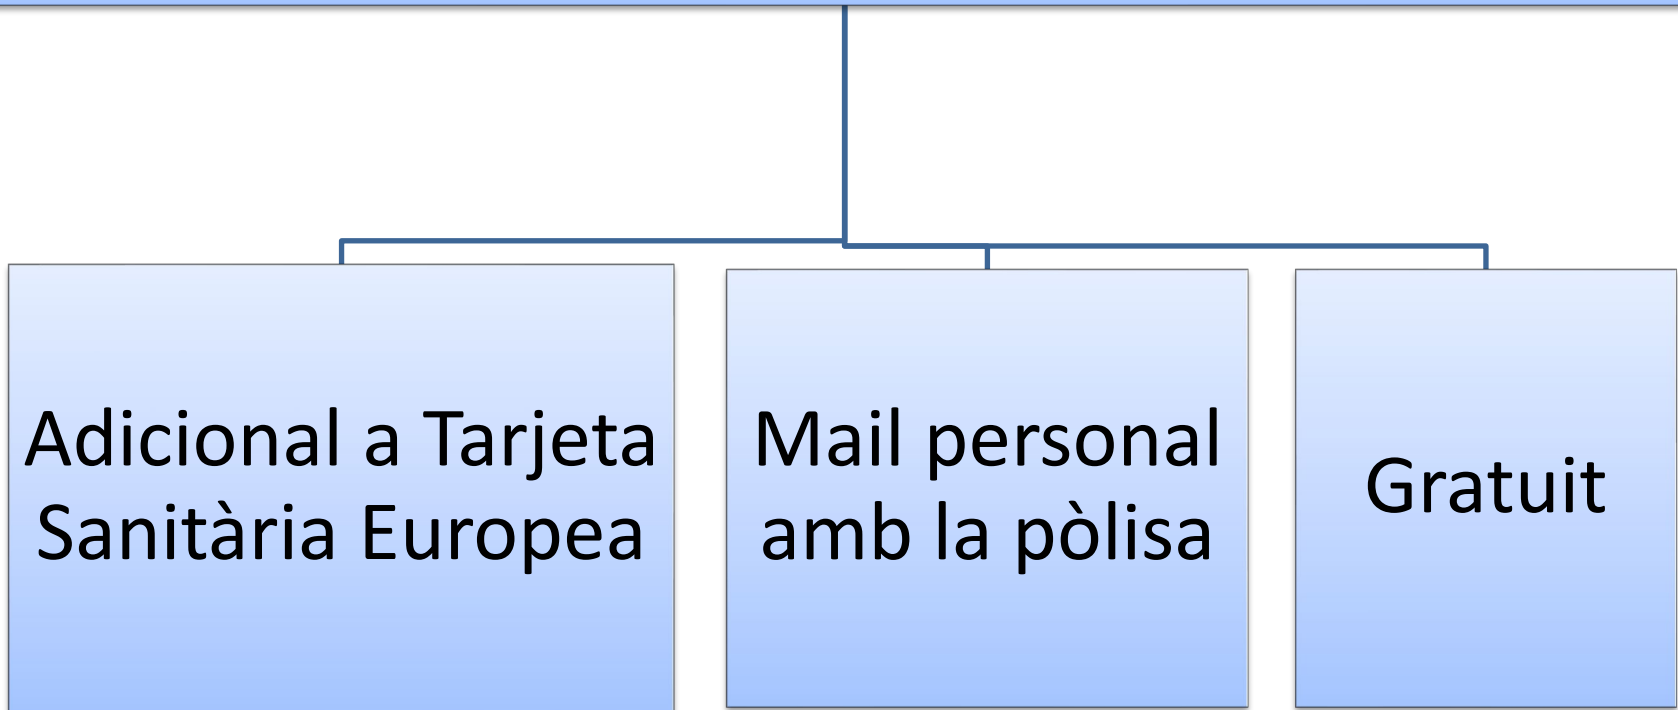 Adicional a Tarjeta
Sanitària Europea
Mail personal
amb la pòlisa
Gratuit